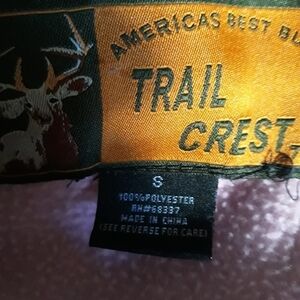 AMERICAS BEST BU
TRAIL
CREST
S
100%POLYESTER
RN#68337
MADE IN CHINA
(SEE REVERSE FOR CARE)